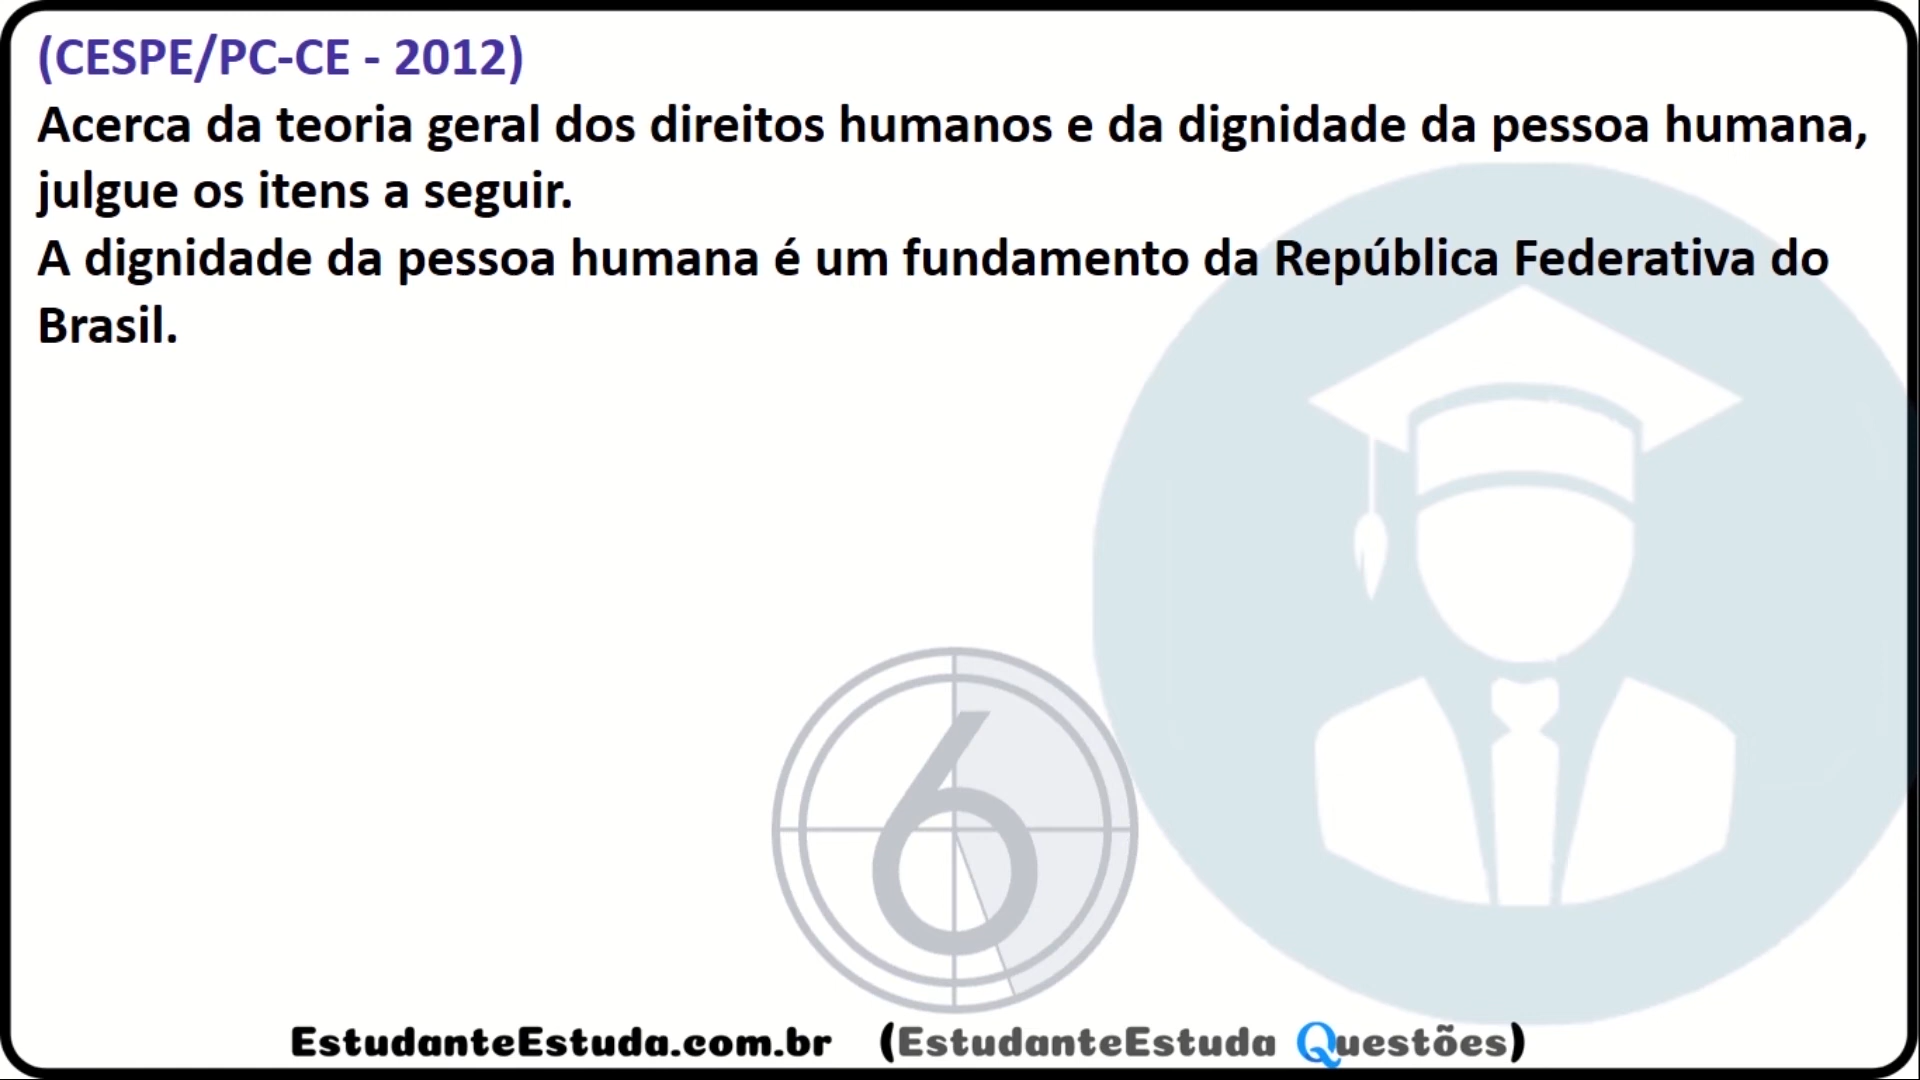 (CESPE/PC-CE - 2012)
Acerca da teoria geral dos direitos humanos e da dignidade da pessoa humana,
julgue os itens a seguir.
A dignidade da pessoa humana é um fundamento da República Federativa do
Brasil.
6
EstudanteEstuda.com.br (EstudanteEstuda Questões)